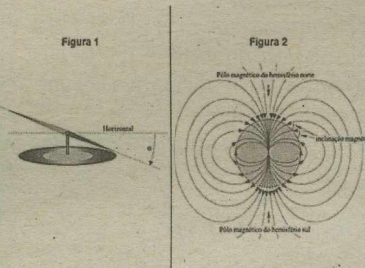 Figura 1
Horizontal
α
Figura 2
Pólo magnético do hemisfério norte
inclinação magnét
Pólo magnético do hemisfério sul